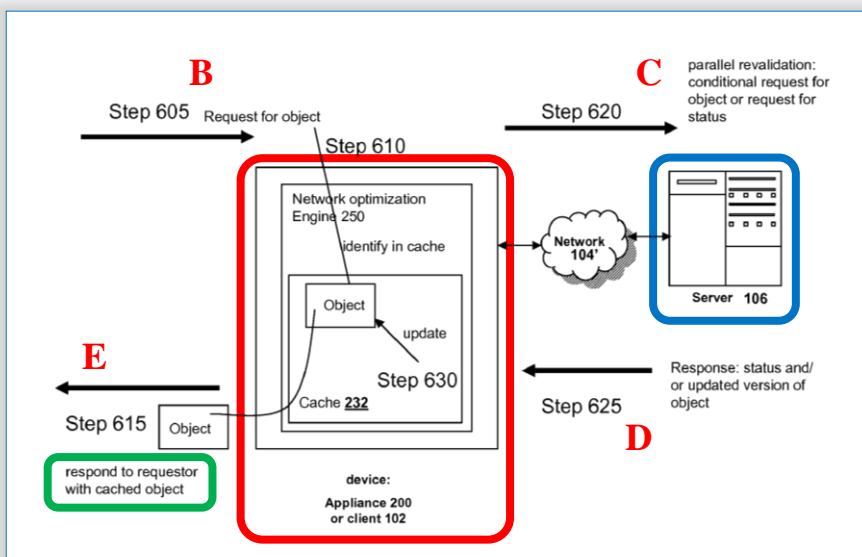 B
Step 605
Request for object
Step 610
C
Step 620
parallel revalidation:
conditional request for
object or request for
status
Network optimization
Engine 250
identify in cache
Object
update
Step 630
Cache 232
Network
104'
Server 106
E
Step 615
Object
respond to requestor
with cached object
Step 625
Response: status and/
or updated version of
object
D
device:
Appliance 200
or client 102